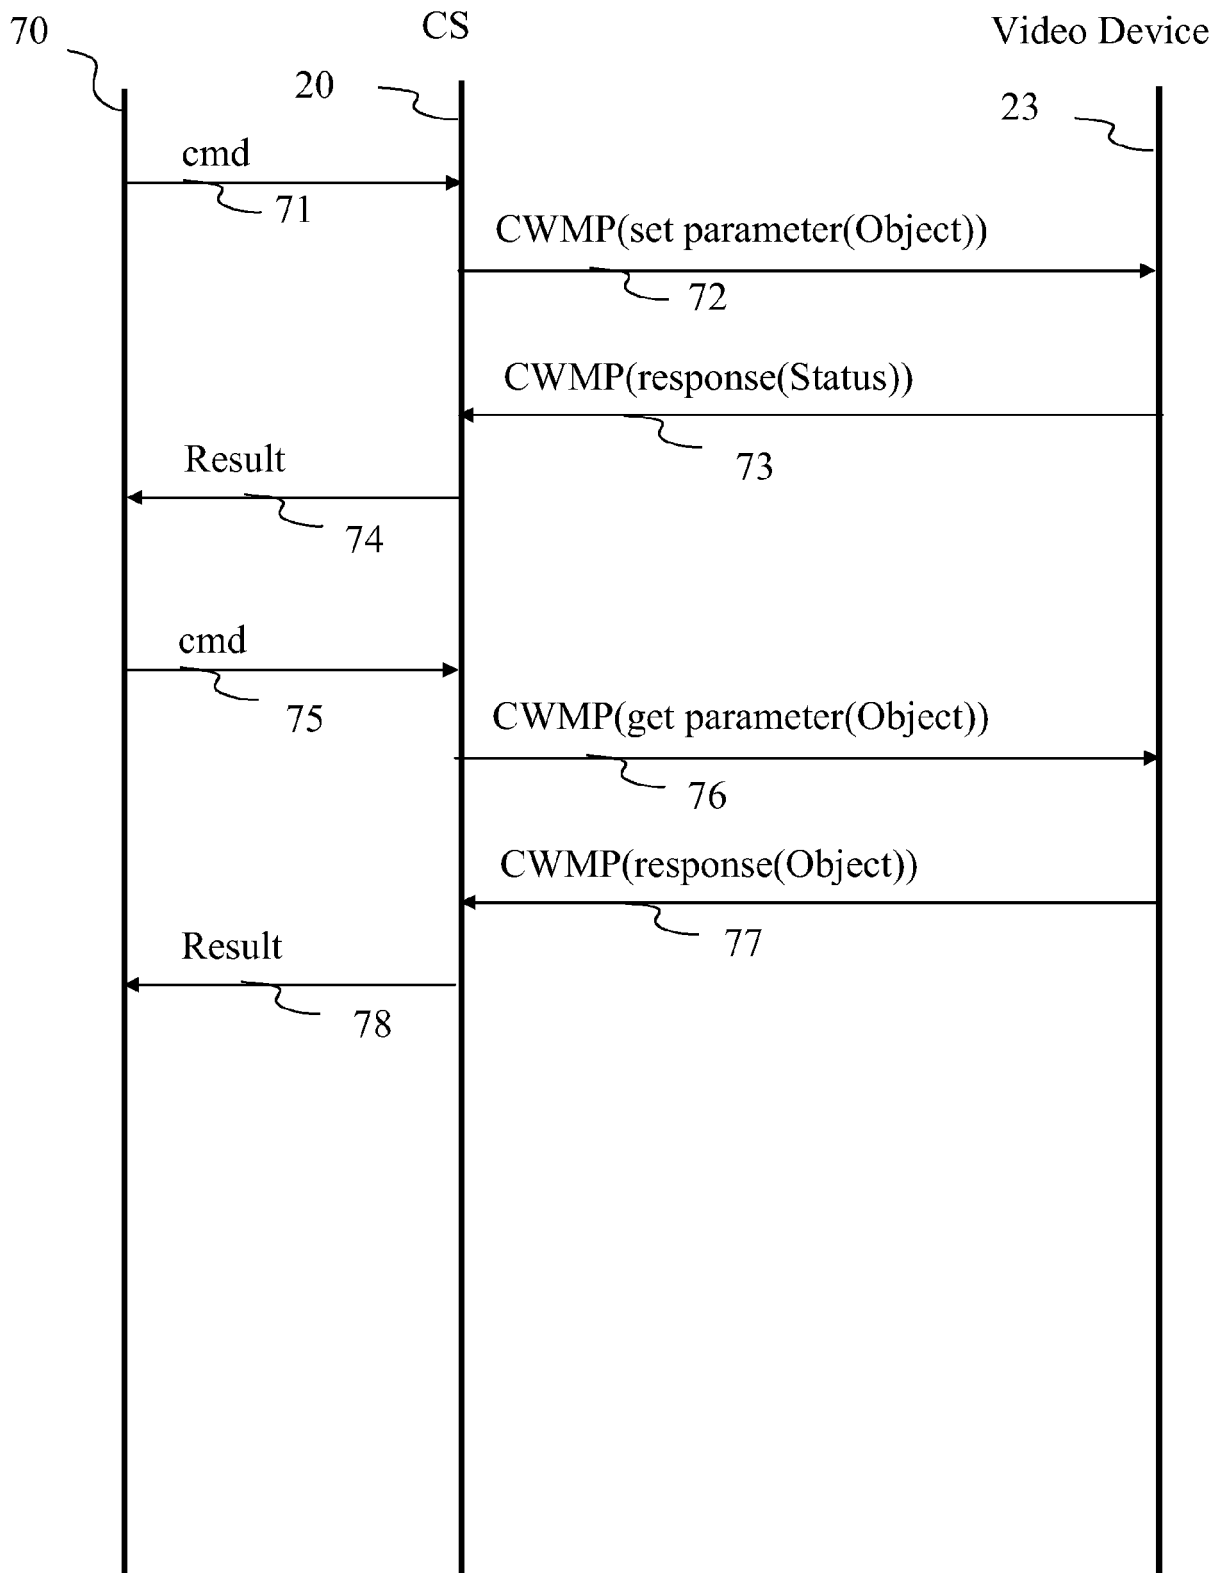 70
CS
Video Device
20
23
cmd
71
CWMP(set parameter(Object))
72
CWMP(response(Status))
73
Result
74
cmd
75
CWMP(get parameter(Object))
76
CWMP(response(Object))
77
Result
78